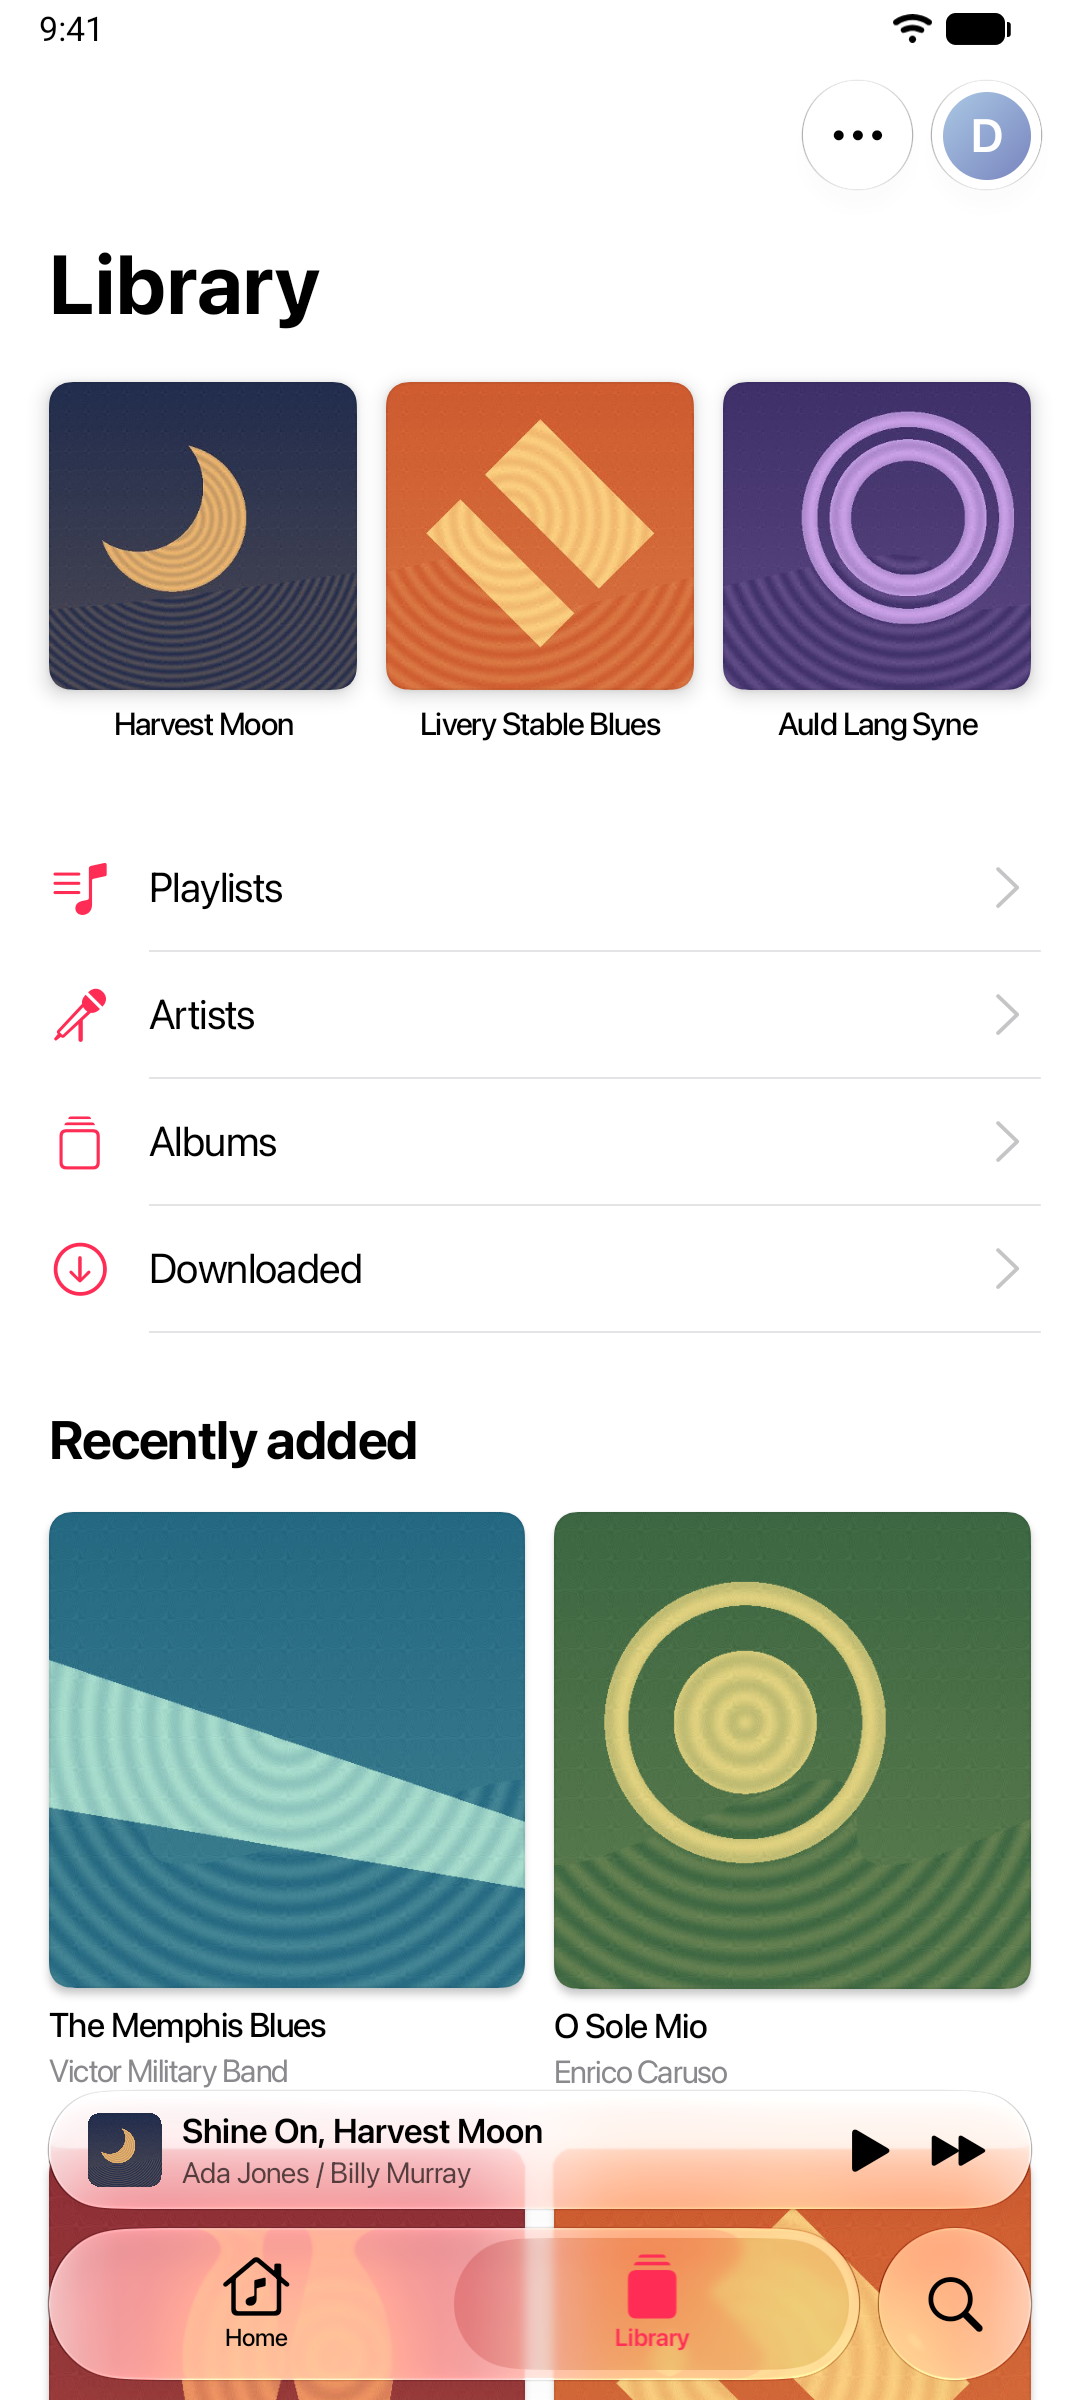 9:41
D
Library
Harvest Moon
Livery Stable Blues
Auld Lang Syne
Playlists
Artists
Albums
Downloaded
Recently added
The Memphis Blues
Victor Military Band
O Sole Mio
Enrico Caruso
Shine On, Harvest Moon
Ada Jones / Billy Murray
Home
Library